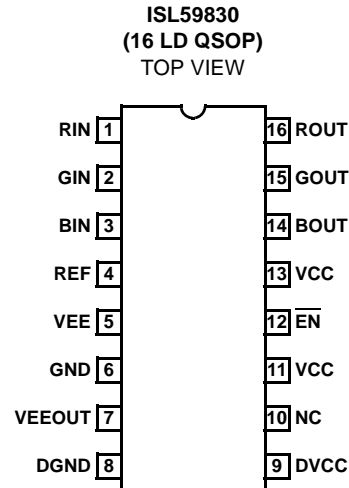 ISL59830
(16 LD QSOP)
TOP VIEW
RIN 1 16 ROUT
GIN 2 15 GOUT
BIN 3 14 BOUT
REF 4 13 VCC
VEE 5 12 EN
GND 6 11 VCC
VEEOUT 7 10 NC
DGND 8 9 DVCC